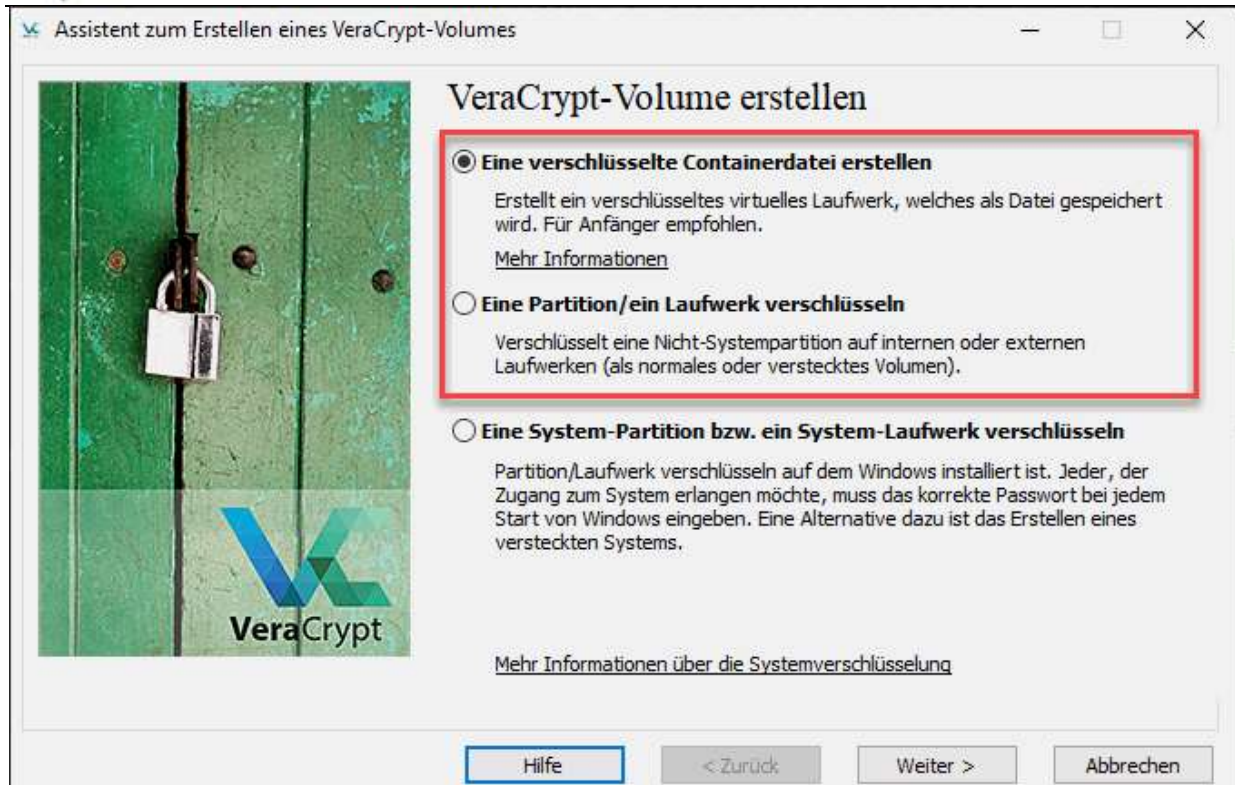 Assistent zum Erstellen eines VeraCrypt-Volumes
VeraCrypt-Volume erstellen
Eine verschlüsselte Containerdatei erstellen
Erstellt ein verschlüsseltes virtuelles Laufwerk, welches als Datei gespeichert
wird. Für Anfänger empfohlen.
Mehr Informationen
Eine Partition/ein Laufwerk verschlüsseln
Verschlüsselt eine Nicht-Systempartition auf internen oder externen
Laufwerken (als normales oder verstecktes Volumen).
Eine System-Partition bzw. ein System-Laufwerk verschlüsseln
Partition/Laufwerk verschlüsseln auf dem Windows installiert ist. Jeder, der
Zugang zum System erlangen möchte, muss das korrekte Passwort bei jedem
Start von Windows eingeben. Eine Alternative dazu ist das Erstellen eines
versteckten Systems.
VeraCrypt
Mehr Informationen über die Systemverschlüsselung
Hilfe < Zurück Weiter > Abbrechen